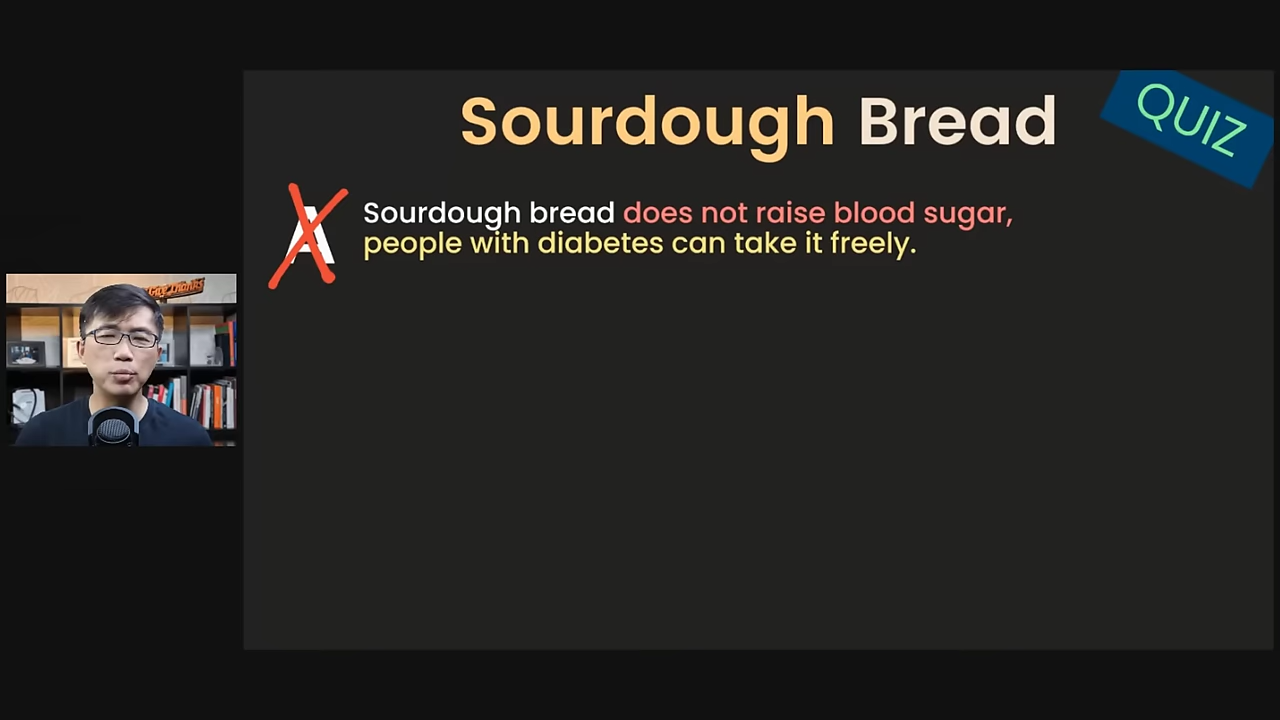 Sourdough Bread
QUIZ
A
Sourdough bread does not raise blood sugar,
people with diabetes can take it freely.